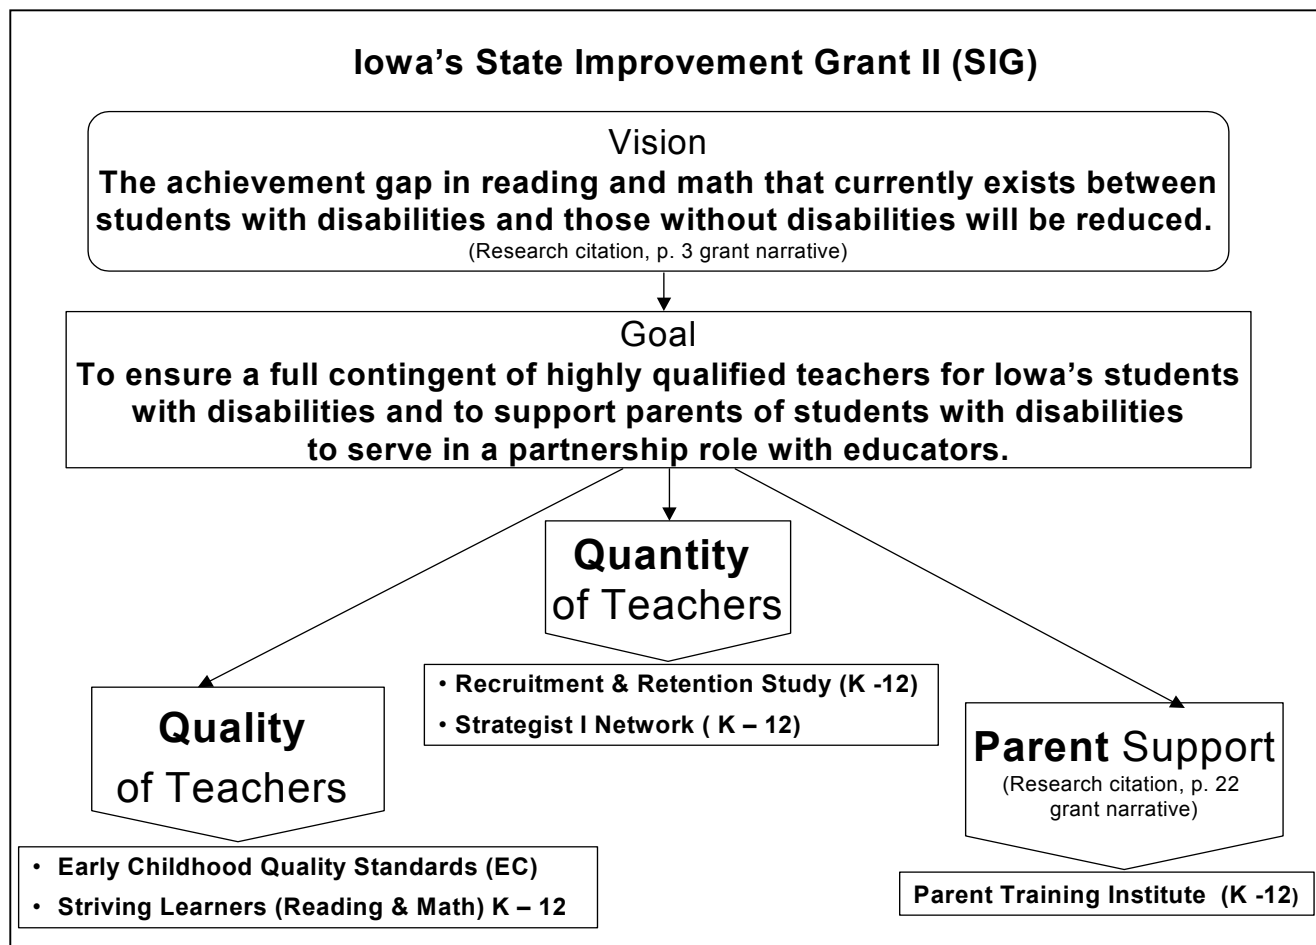 Iowa’s State Improvement Grant II (SIG)
Vision
The achievement gap in reading and math that currently exists between
students with disabilities and those without disabilities will be reduced.
(Research citation, p. 3 grant narrative)
Goal
To ensure a full contingent of highly qualified teachers for Iowa’s students
with disabilities and to support parents of students with disabilities
to serve in a partnership role with educators.
Quantity
of Teachers
• Recruitment & Retention Study (K -12)
• Strategist I Network ( K – 12)
Quality
of Teachers
• Early Childhood Quality Standards (EC)
• Striving Learners (Reading & Math) K – 12
Parent Support
(Research citation, p. 22
grant narrative)
Parent Training Institute (K -12)